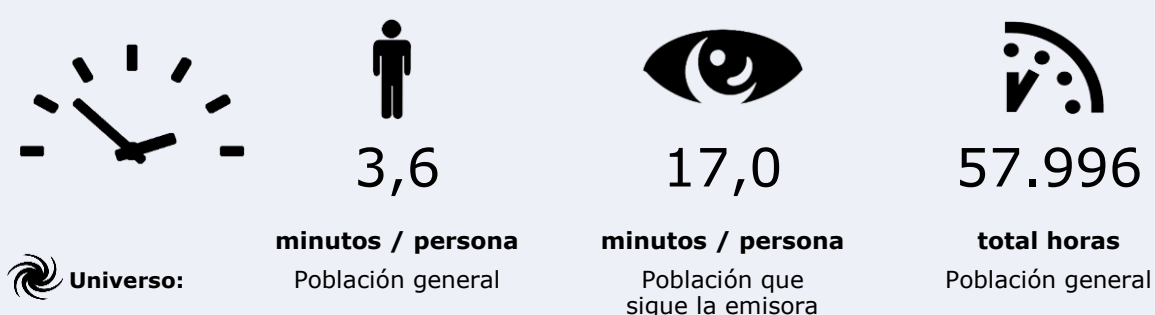 3,6
17,0
57.996
minutos / persona
minutos / persona
total horas
Universo:
Población general
Población que
sigue la emisora
Población general